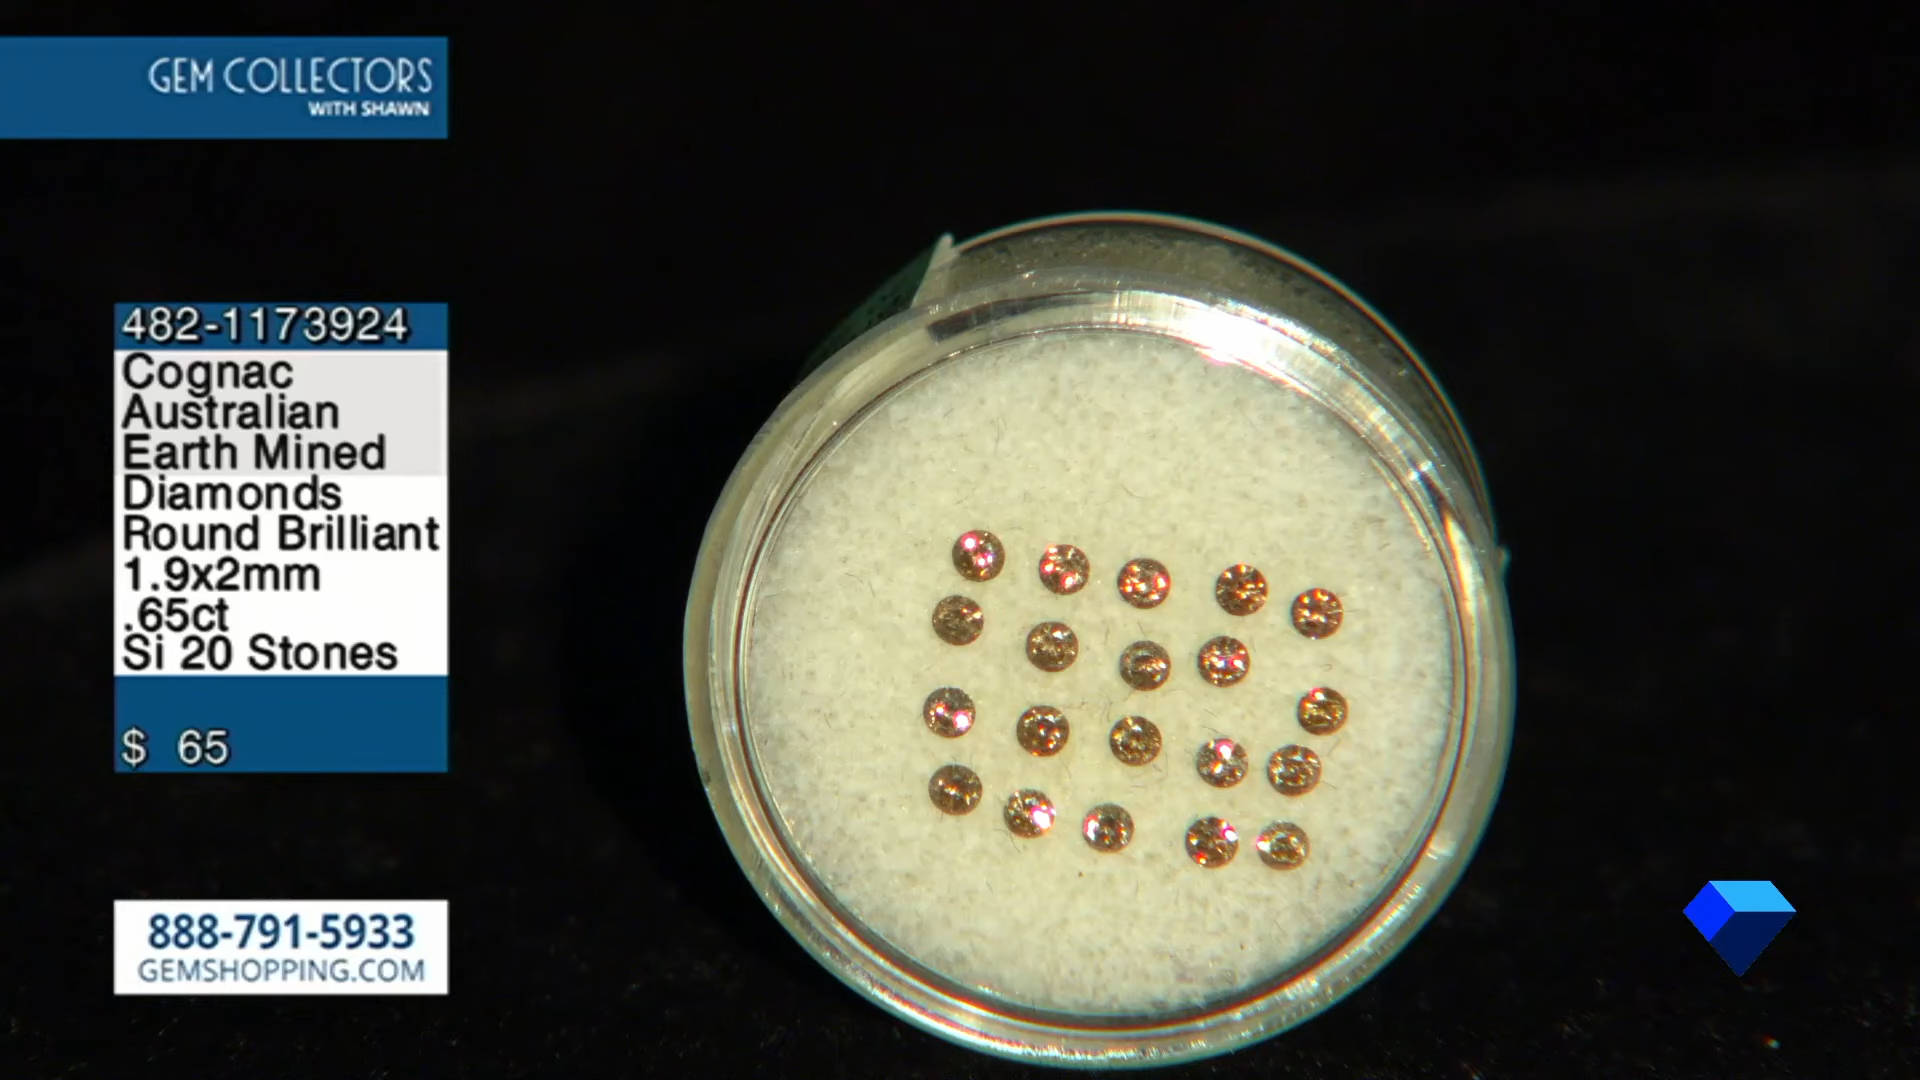 GEM COLLECTORS
WITH SHAWN
482-1173924
Cognac
Australian
Earth Mined
Diamonds
Round Brilliant
1.9x2mm
.65ct
Si 20 Stones
$ 65
888-791-5933
GEMSHOPPING.COM